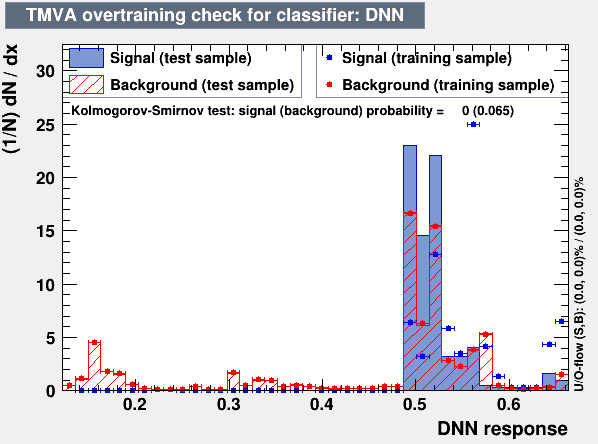 TMVA overtraining check for classifier: DNN
(1/N) dN / dx
Signal (test sample)
Background (test sample)
Signal (training sample)
Background (training sample)
Kolmogorov-Smirnov test: signal (background) probability = 0 (0.065)
30
25
20
15
10
5
0
0.2 0.3 0.4 0.5 0.6
DNN response
U/O-flow (S,B): (0.0, 0.0)% / (0.0, 0.0)%